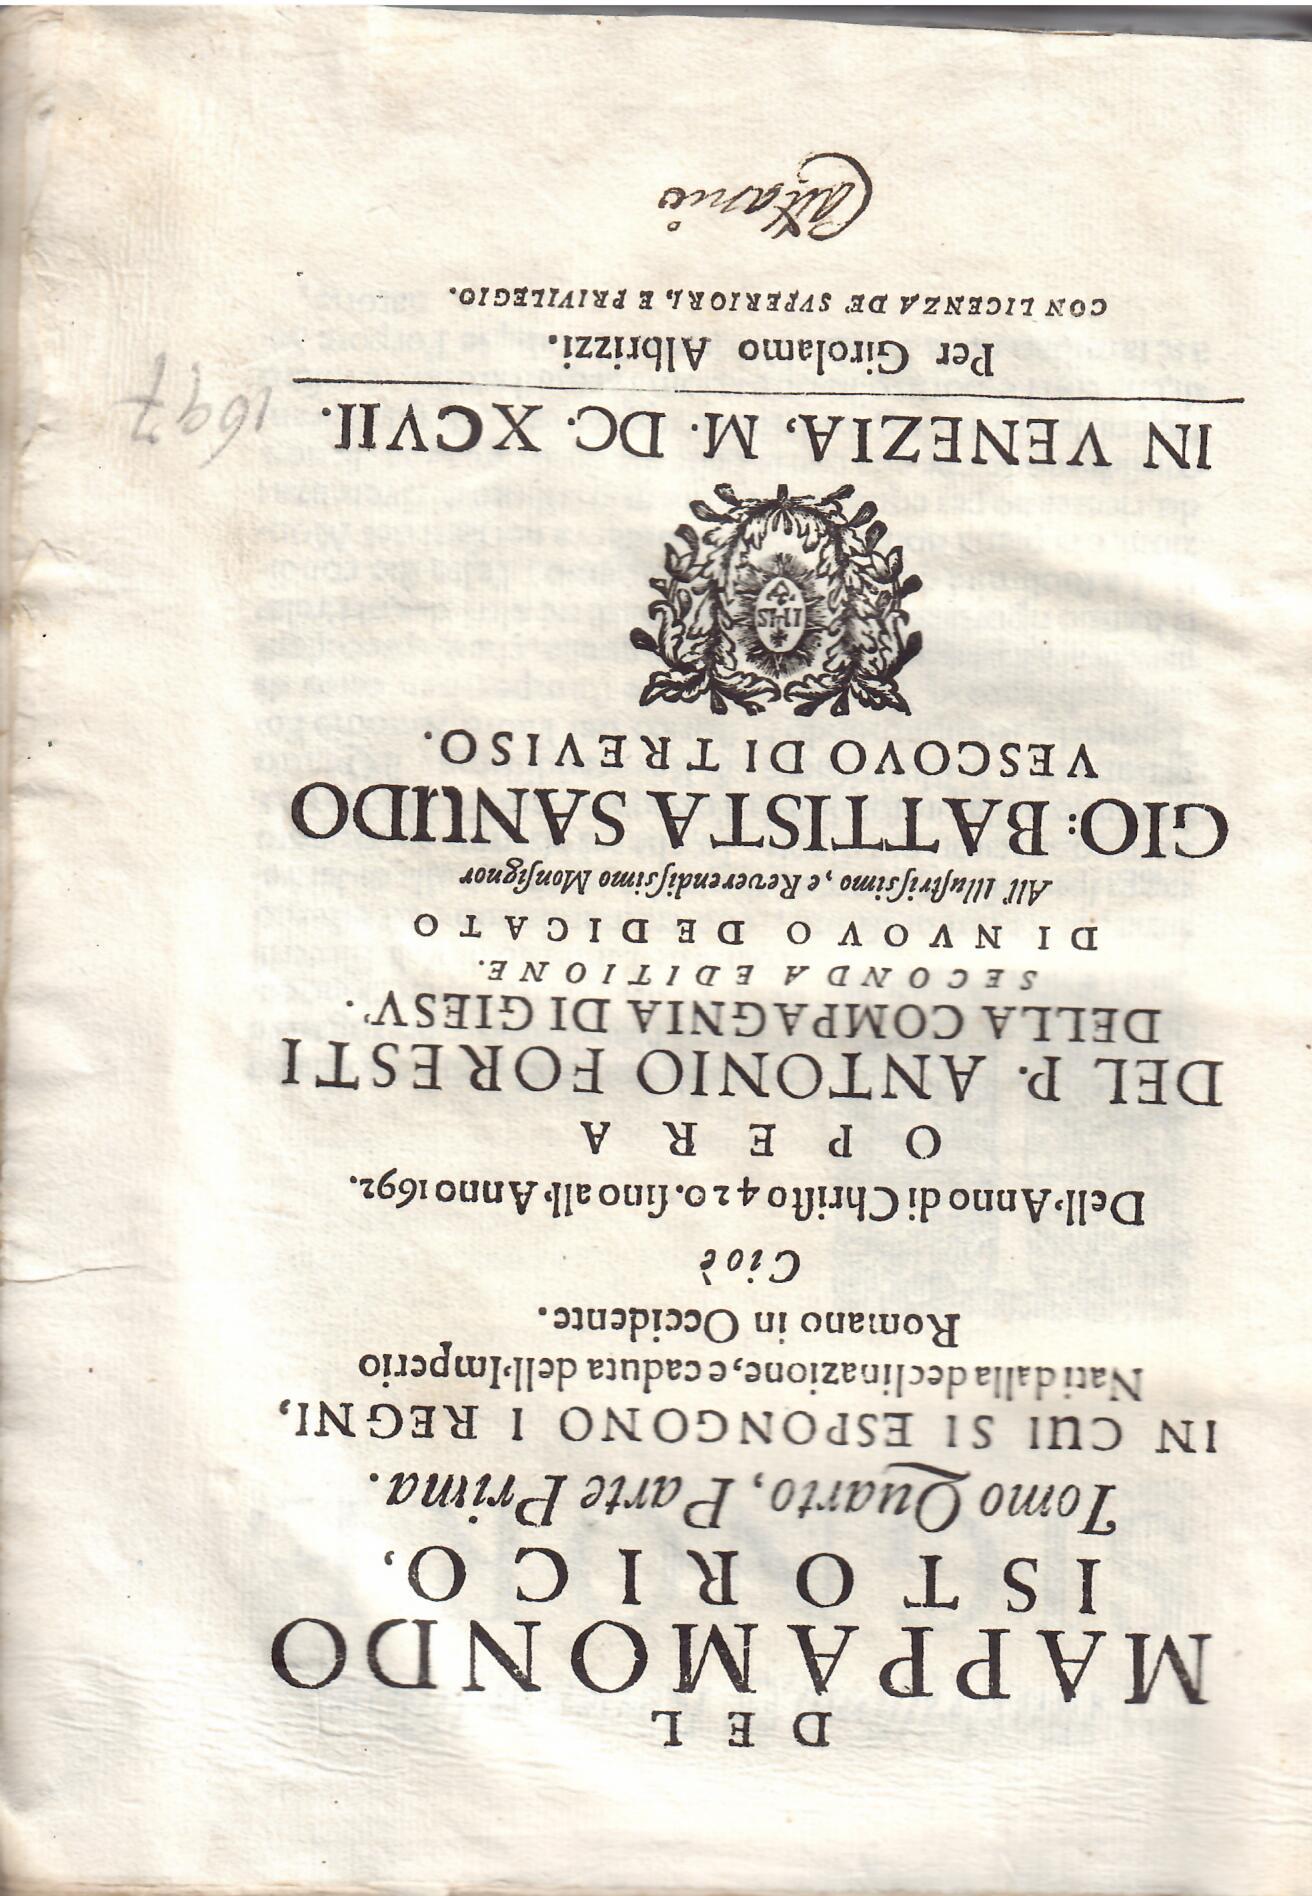 DEL
MAPPAMONDO
ISTORICO,
Tomo Quarto, Parte Prima.
IN CUI SI ESPONGONO I REGNI,
Nati dalla declinazione, e caduta dell'Imperio
Romano in Occidente.
Cioè
Dell'Anno di Chriſto 420. fino all'Anno 1692.
OPERA
DEL P. ANTONIO FORESTI
DELLA COMPAGNIA DI GIESV'.
SECONDA EDITIONE.
DI NVOVO DEDICATO
All' Illuſtriſsimo, e Reverendiſsimo Monſignor
GIO: BATTISTA SANUDO
VESCOVO DI TREVISO.
IHS
IN VENEZIA, M. DC. XCVII.
1697
Per Girolamo Albrizzi.
CON LICENZA DE' SUPERIORI, E PRIVILEGIO.